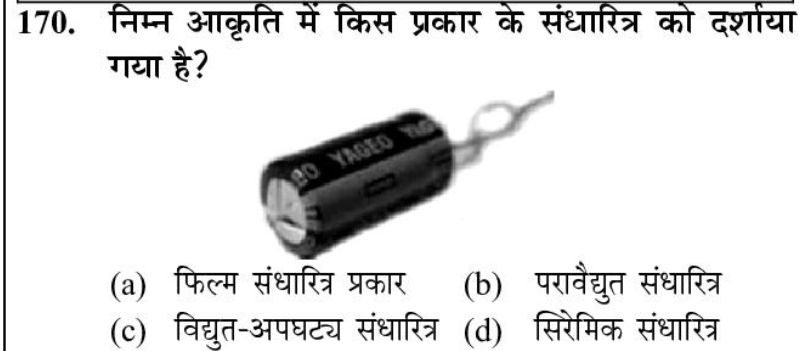 170. निम्न आकृति में किस प्रकार के संधारित्र को दर्शाया
गया है?
YAGEO
(a) फिल्म संधारित्र प्रकार (b) परावैद्युत संधारित्र
(c) विद्युत-अपघट्य संधारित्र (d) सिरेमिक संधारित्र